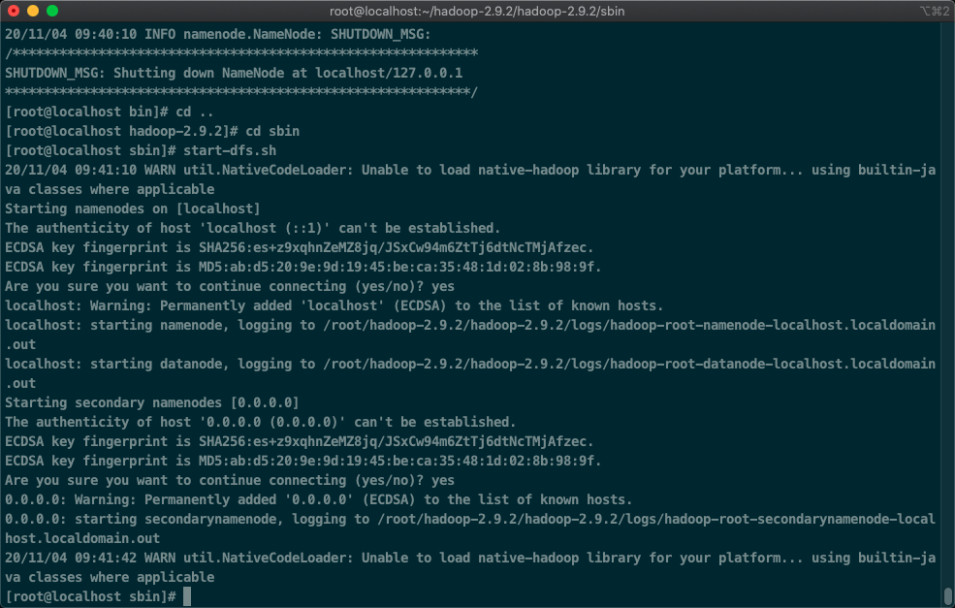 root@localhost:~/hadoop-2.9.2/hadoop-2.9.2/sbin
⌥⌘2
20/11/04 09:40:10 INFO namenode.NameNode: SHUTDOWN_MSG:
/************************************************************
SHUTDOWN_MSG: Shutting down NameNode at localhost/127.0.0.1
************************************************************/
[root@localhost bin]# cd ..
[root@localhost hadoop-2.9.2]# cd sbin
[root@localhost sbin]# start-dfs.sh
20/11/04 09:41:10 WARN util.NativeCodeLoader: Unable to load native-hadoop library for your platform... using builtin-ja
va classes where applicable
Starting namenodes on [localhost]
The authenticity of host 'localhost (::1)' can't be established.
ECDSA key fingerprint is SHA256:es+z9xqhnZeMZ8jq/JSxCw94m6ZtTj6dtNcTMjAfzec.
ECDSA key fingerprint is MD5:ab:d5:20:9e:9d:19:45:be:ca:35:48:1d:02:8b:98:9f.
Are you sure you want to continue connecting (yes/no)? yes
localhost: Warning: Permanently added 'localhost' (ECDSA) to the list of known hosts.
localhost: starting namenode, logging to /root/hadoop-2.9.2/hadoop-2.9.2/logs/hadoop-root-namenode-localhost.localdomain
.out
localhost: starting datanode, logging to /root/hadoop-2.9.2/hadoop-2.9.2/logs/hadoop-root-datanode-localhost.localdomain
.out
Starting secondary namenodes [0.0.0.0]
The authenticity of host '0.0.0.0 (0.0.0.0)' can't be established.
ECDSA key fingerprint is SHA256:es+z9xqhnZeMZ8jq/JSxCw94m6ZtTj6dtNcTMjAfzec.
ECDSA key fingerprint is MD5:ab:d5:20:9e:9d:19:45:be:ca:35:48:1d:02:8b:98:9f.
Are you sure you want to continue connecting (yes/no)? yes
0.0.0.0: Warning: Permanently added '0.0.0.0' (ECDSA) to the list of known hosts.
0.0.0.0: starting secondarynamenode, logging to /root/hadoop-2.9.2/hadoop-2.9.2/logs/hadoop-root-secondarynamenode-local
host.localdomain.out
20/11/04 09:41:42 WARN util.NativeCodeLoader: Unable to load native-hadoop library for your platform... using builtin-ja
va classes where applicable
[root@localhost sbin]#